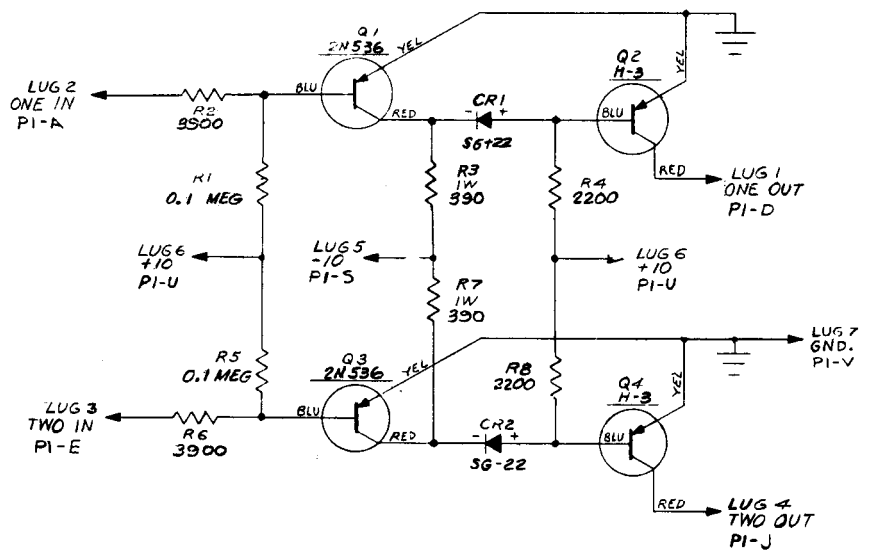 Q1
2N536
YEL
Q2
H-3
YEL
LUG 2
ONE IN
P1-A
BLU
R2
3900
RED
- CR1 +
SG-22
BLU
R1
0.1 MEG
R3
1W
390
R4
2200
RED
LUG 1
ONE OUT
P1-D
LUG 6
+10
P1-U
LUG 5
-10
P1-S
LUG 6
+10
P1-U
R7
1W
390
LUG 7
GND.
P1-V
R5
0.1 MEG
Q3
2N536
YEL
R8
2200
Q4
H-3
YEL
LUG 3
TWO IN
P1-E
BLU
R6
3900
RED
- CR2 +
SG-22
BLU
RED
LUG 4
TWO OUT
P1-J